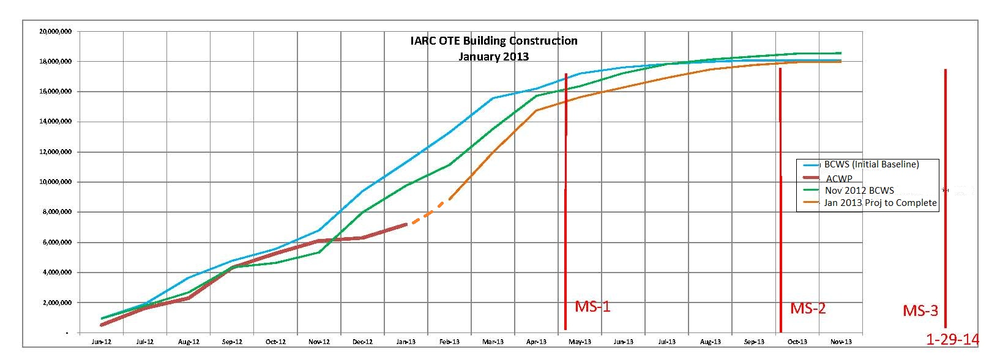 IARC OTE Building Construction
January 2013
20,000,000
18,000,000
16,000,000
14,000,000
12,000,000
10,000,000
8,000,000
6,000,000
4,000,000
2,000,000
-
BCWS (Initial Baseline)
ACWP
Nov 2012 BCWS
Jan 2013 Proj to Complete
MS-1
MS-2
MS-3
1-29-14
Jun-12 Jul-12 Aug-12 Sep-12 Oct-12 Nov-12 Dec-12 Jan-13 Feb-13 Mar-13 Apr-13 May-13 Jun-13 Jul-13 Aug-13 Sep-13 Oct-13 Nov-13